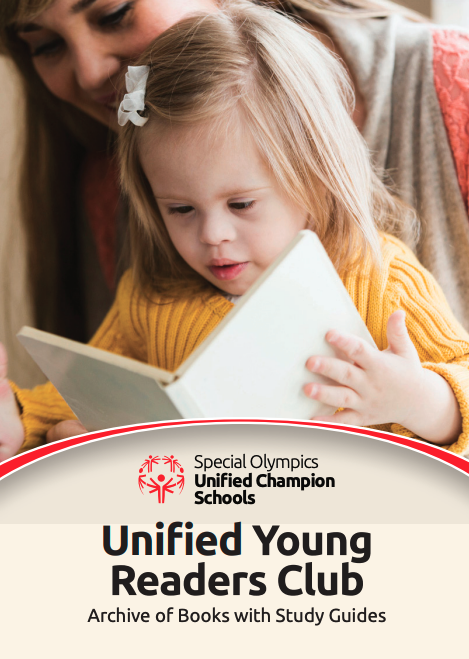 Special Olympics
Unified Champion
Schools
Unified Young
Readers Club
Archive of Books with Study Guides